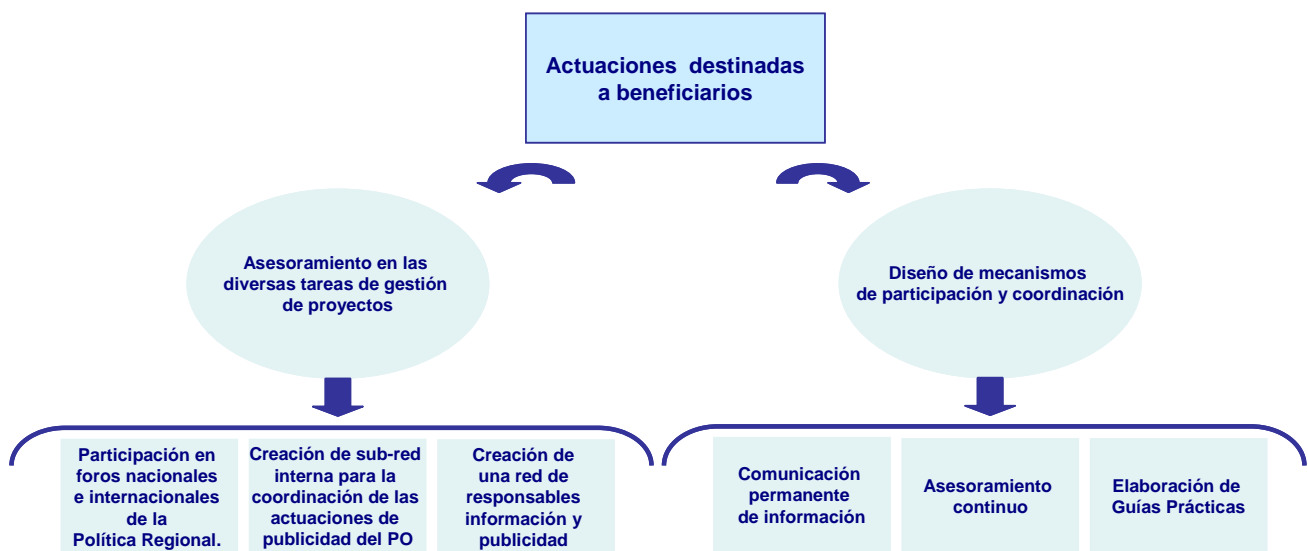 Actuaciones destinadas
a beneficiarios
Asesoramiento en las
diversas tareas de gestión
de proyectos
Diseño de mecanismos
de participación y coordinación
Participación en
foros nacionales
e internacionales
de la
Política Regional.
Creación de sub-red
interna para la
coordinación de las
actuaciones de
publicidad del PO
Creación de
una red de
responsables
información y
publicidad
Comunicación
permanente
de información
Asesoramiento
continuo
Elaboración de
Guías Prácticas